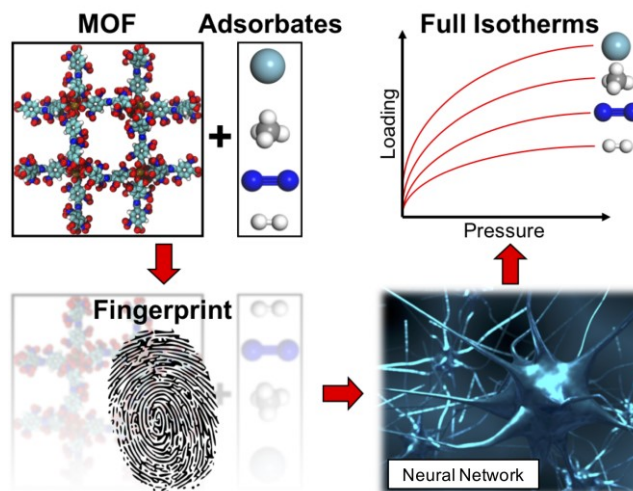 MOF
Adsorbates
+
Full Isotherms
Loading
Pressure
Fingerprint
Neural Network